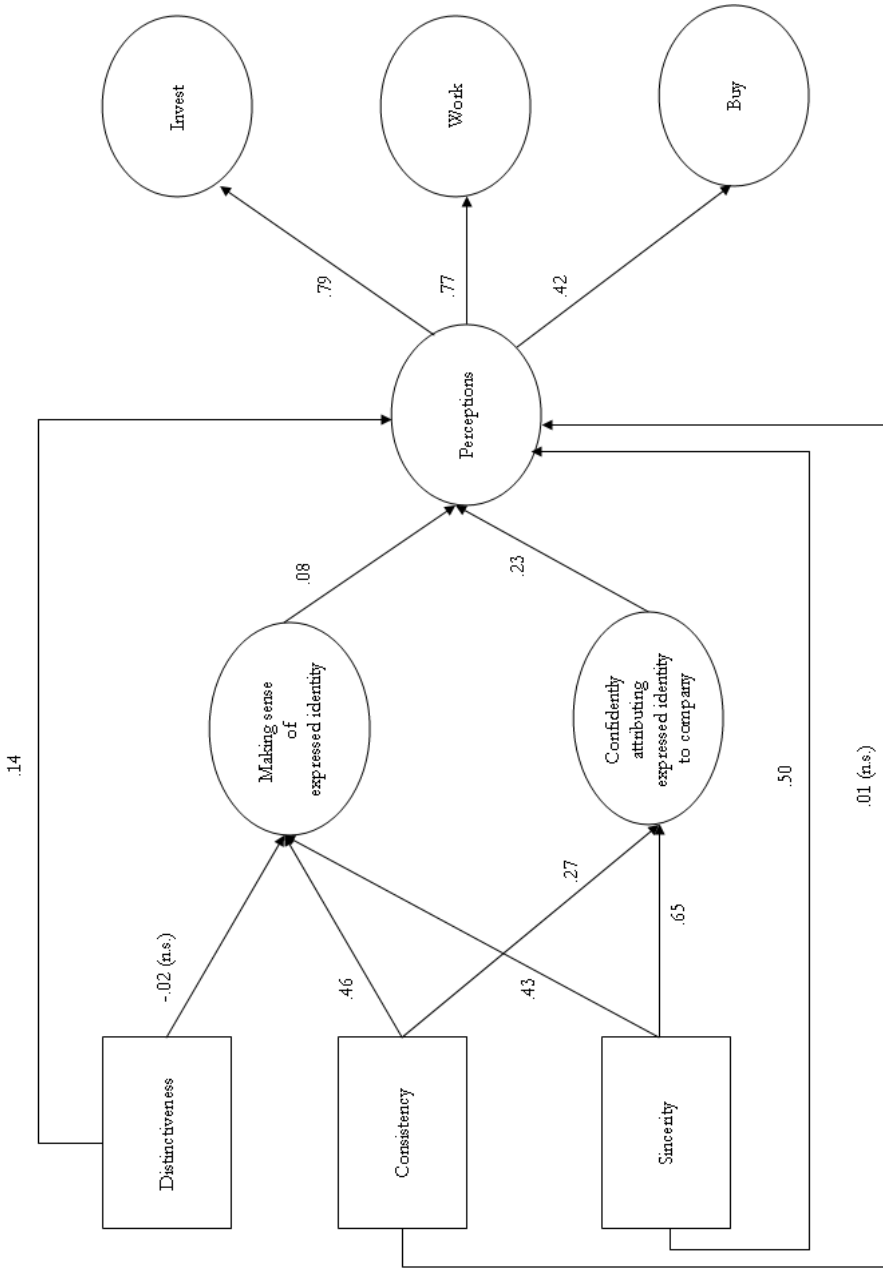 .14
Distinctiveness
-.02 (n.s.)
Consistency
.46
.27
Sincerity
.43
.65
Making sense
of
expressed identity
.08
Confidently
attributing
expressed identity
to company
.23
.50
.01 (n.s.)
Perceptions
.79
.77
.42
Invest
Work
Buy